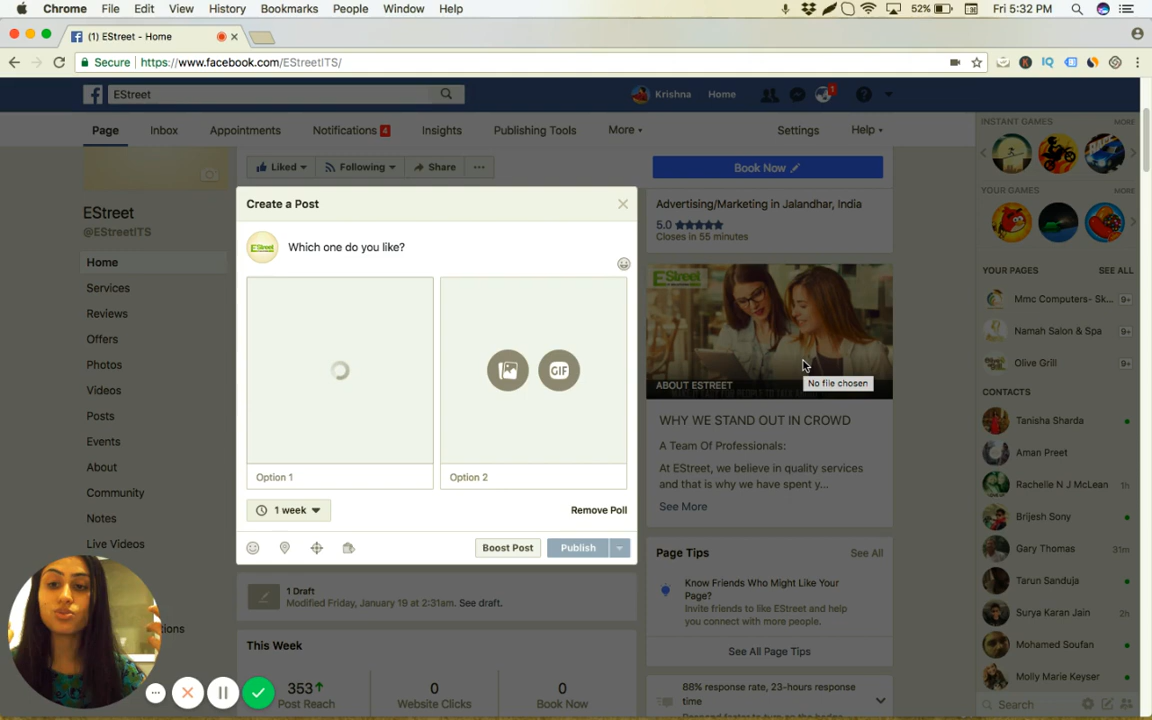 Chrome File Edit View History Bookmarks People Window Help
52% Fri 5:32 PM
(1) EStreet - Home
Secure https://www.facebook.com/EStreetITS/
EStreet
Krishna Home 1
Page Inbox Appointments Notifications 4 Insights Publishing Tools More Settings Help
Liked Following Share ...
Book Now
EStreet
@EStreetITS
Home
Services
Reviews
Offers
Photos
Videos
Posts
Events
About
Community
Notes
Live Videos
Create a Post
EStreet
Which one do you like?
GIF
Option 1 Option 2
1 week Remove Poll
Boost Post Publish
1 Draft
Modified Friday, January 19 at 2:31am. See draft.
This Week
353 0 0
Post Reach Website Clicks Book Now
Advertising/Marketing in Jalandhar, India
5.0
Closes in 55 minutes
EStreet
No file chosen
ABOUT ESTREET
WHY WE STAND OUT IN CROWD
A Team Of Professionals:
At EStreet, we believe in quality services
and that is why we have spent y...
See More
Page Tips See All
Know Friends Who Might Like Your
Page?
Invite friends to like EStreet and help
you connect with more people.
See All Page Tips
88% response rate, 23-hours response
time
INSTANT GAMES MORE
YOUR GAMES MORE
YOUR PAGES SEE ALL
Mmc Computers- Sk... 9+
Namah Salon & Spa 9+
Olive Grill 9+
CONTACTS
Tanisha Sharda
Aman Preet
Rachelle N J McLean 1h
Brijesh Sony
Gary Thomas 31m
Tarun Sanduja
Surya Karan Jain 2h
Mohamed Soufan
Molly Marie Keyser
Search